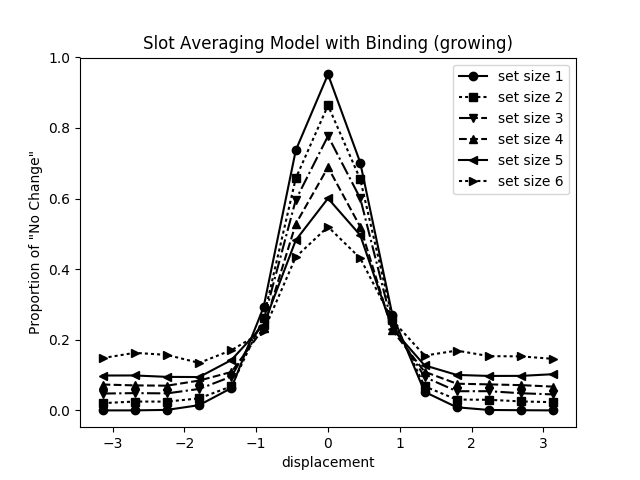 Slot Averaging Model with Binding (growing)
Proportion of "No Change"
1.0
0.8
0.6
0.4
0.2
0.0
set size 1
set size 2
set size 3
set size 4
set size 5
set size 6
−3
−2
−1
0
1
2
3
displacement